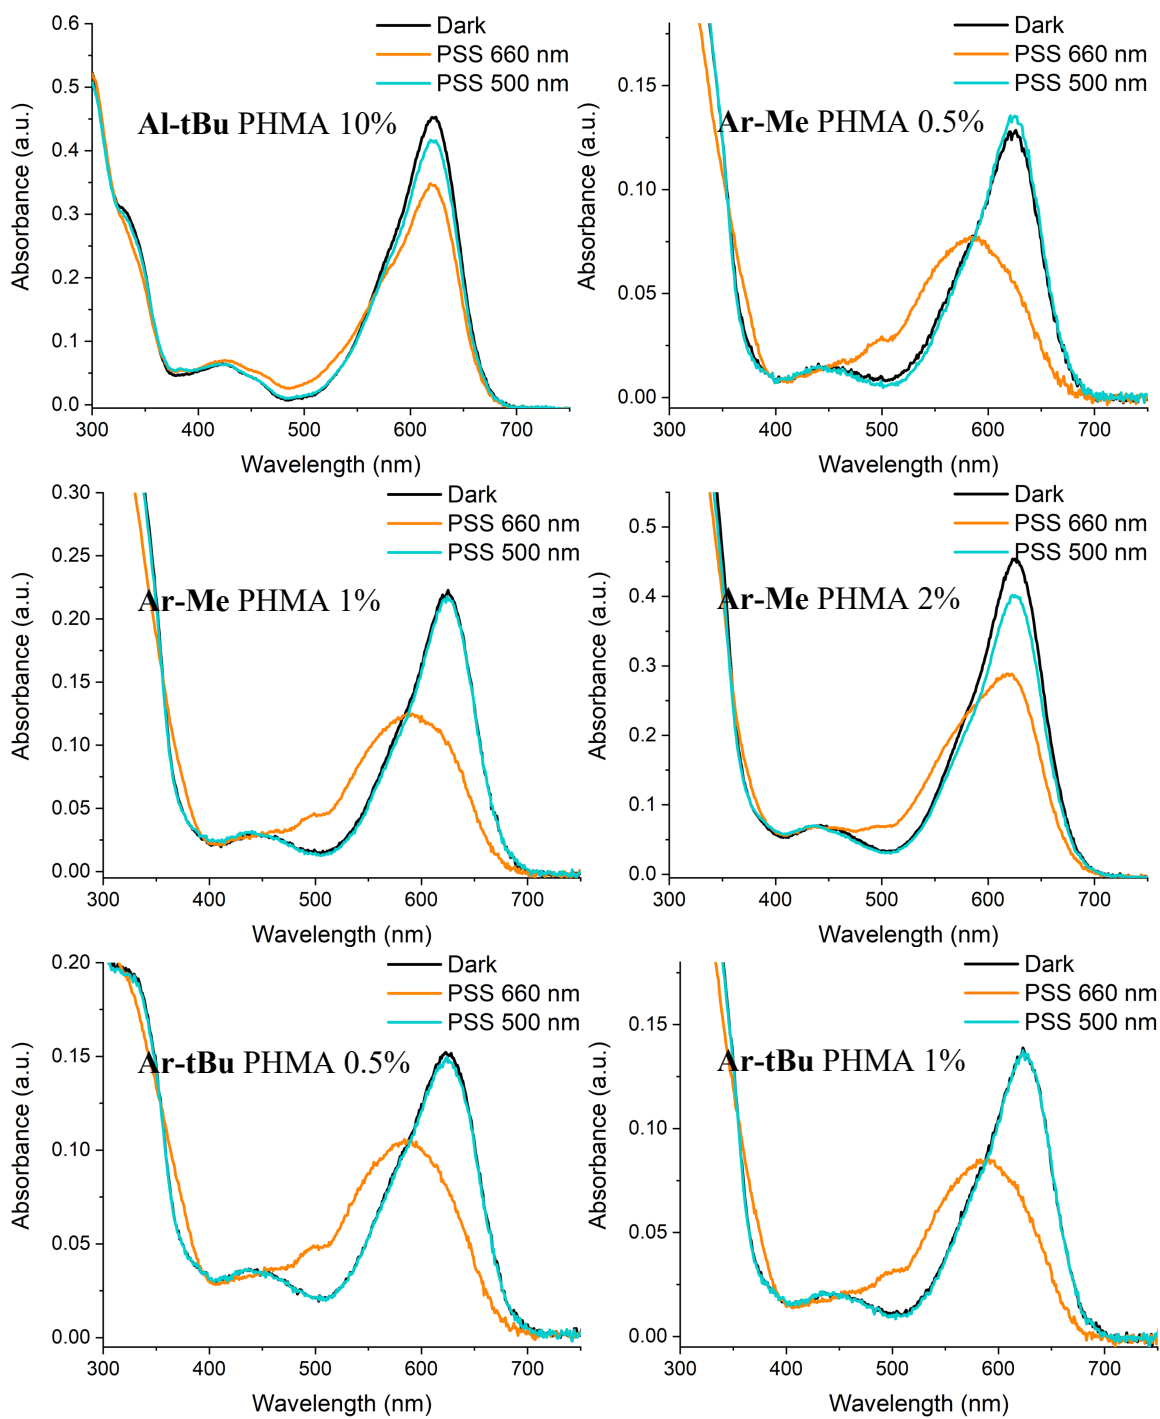 Dark
PSS 660 nm
PSS 500 nm
Al-tBu PHMA 10%
Absorbance (a.u.)
0.6
0.5
0.4
0.3
0.2
0.1
0.0
300 400 500 600 700
Wavelength (nm)
Dark
PSS 660 nm
PSS 500 nm
Ar-Me PHMA 0.5%
Absorbance (a.u.)
0.15
0.10
0.05
0.00
300 400 500 600 700
Wavelength (nm)
Dark
PSS 660 nm
PSS 500 nm
Ar-Me PHMA 1%
Absorbance (a.u.)
0.30
0.25
0.20
0.15
0.10
0.05
0.00
300 400 500 600 700
Wavelength (nm)
Dark
PSS 660 nm
PSS 500 nm
Ar-Me PHMA 2%
Absorbance (a.u.)
0.5
0.4
0.3
0.2
0.1
0.0
300 400 500 600 700
Wavelength (nm)
Dark
PSS 660 nm
PSS 500 nm
Ar-tBu PHMA 0.5%
Absorbance (a.u.)
0.20
0.15
0.10
0.05
0.00
300 400 500 600 700
Wavelength (nm)
Dark
PSS 660 nm
PSS 500 nm
Ar-tBu PHMA 1%
Absorbance (a.u.)
0.15
0.10
0.05
0.00
300 400 500 600 700
Wavelength (nm)